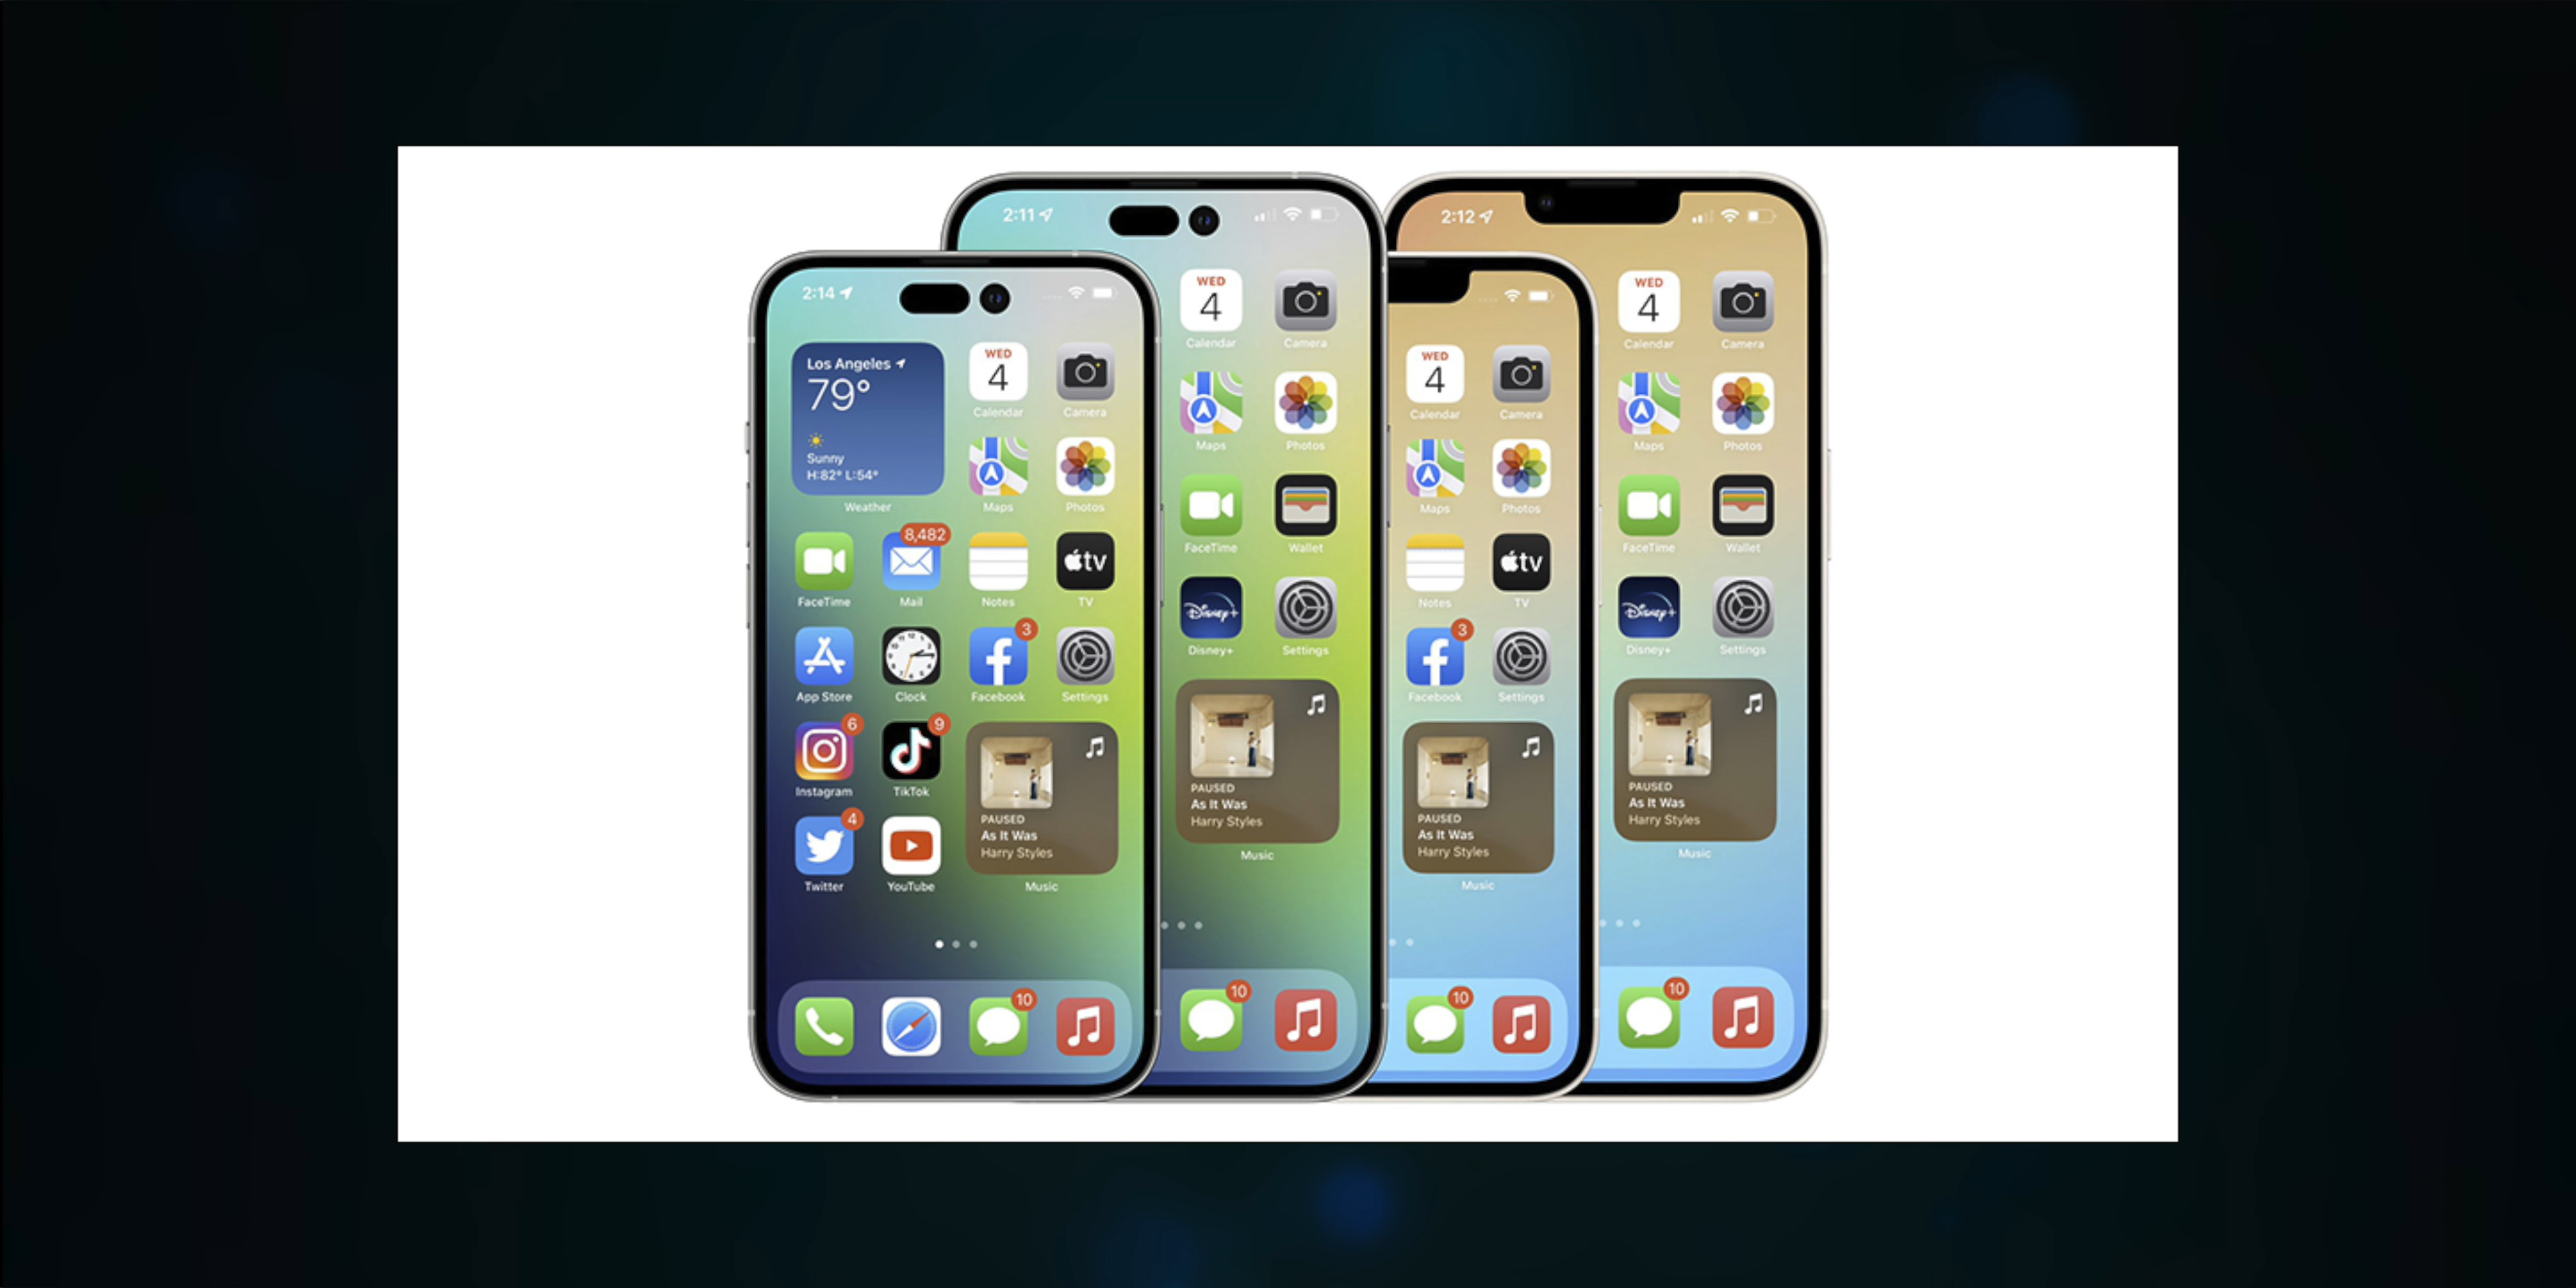 2:14
Los Angeles
79°
Sunny
H:82° L:54°
Weather
WED
4
Calendar
Camera
Maps
Photos
8,482
FaceTime
Mail
Notes
tv
TV
3
App Store
Clock
Facebook
Settings
6
9
Instagram
TikTok
PAUSED
As It Was
Harry Styles
Music
4
Twitter
YouTube
10
2:11
WED
4
Calendar
Camera
Maps
Photos
FaceTime
Wallet
Disney+
Disney+
Settings
PAUSED
As It Was
Harry Styles
Music
10
WED
4
Calendar
Camera
Maps
Photos
Notes
tv
TV
3
Facebook
Settings
PAUSED
As It Was
Harry Styles
Music
10
2:12
WED
4
Calendar
Camera
Maps
Photos
FaceTime
Wallet
Disney+
Disney+
Settings
PAUSED
As It Was
Harry Styles
Music
10